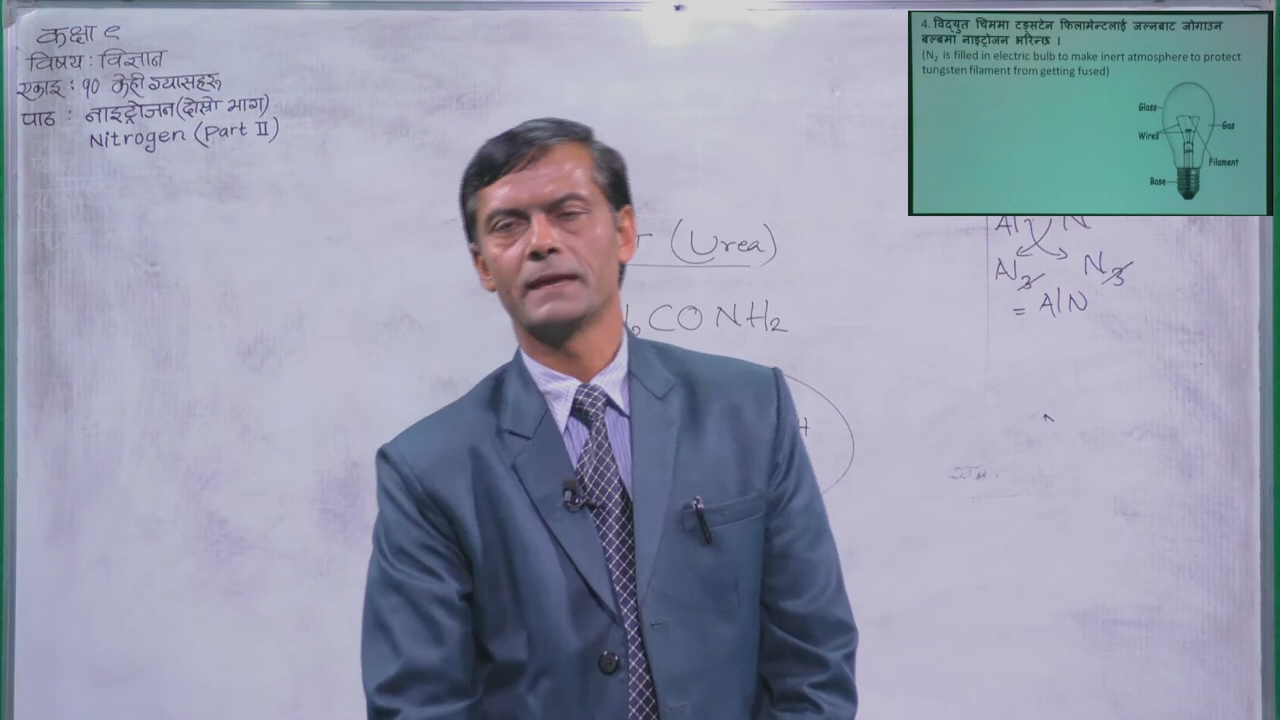 कक्षा ९
विषय : विज्ञान
एकाइ : १० केही ग्यासहरू
पाठ : नाइट्रोजन (दोस्रो भाग)
Nitrogen (Part II)
4. विद्युत चिममा टङ्सटेन फिलामेन्टलाई जल्नबाट जोगाउन
बल्बमा नाइट्रोजन भरिन्छ ।
(N₂ is filled in electric bulb to make inert atmosphere to protect
tungsten filament from getting fused)
Glass
Wires
Gas
Filament
Base
(Urea)
CONH₂
Al N
Al₃ N₃
= AlN
H